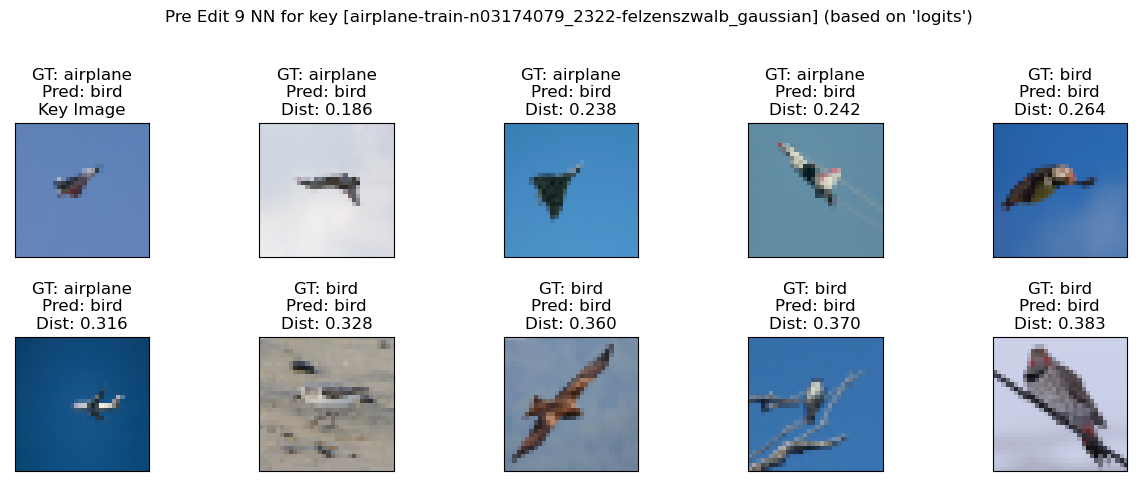 Pre Edit 9 NN for key [airplane-train-n03174079_2322-felzenszwalb_gaussian] (based on 'logits')
GT: airplane
Pred: bird
Key Image
GT: airplane
Pred: bird
Dist: 0.186
GT: airplane
Pred: bird
Dist: 0.238
GT: airplane
Pred: bird
Dist: 0.242
GT: bird
Pred: bird
Dist: 0.264
GT: airplane
Pred: bird
Dist: 0.316
GT: bird
Pred: bird
Dist: 0.328
GT: bird
Pred: bird
Dist: 0.360
GT: bird
Pred: bird
Dist: 0.370
GT: bird
Pred: bird
Dist: 0.383